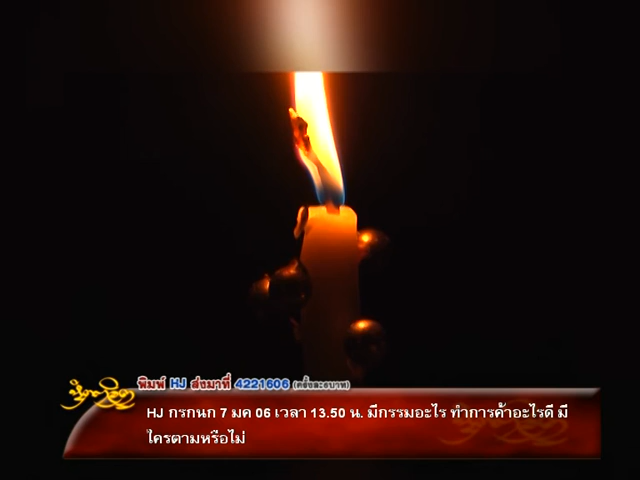 พิมพ์ HJ ส่งมาที่ 4221606 (ครั้งละ๖บาท)
HJ กรกนก 7 มค 06 เวลา 13.50 น. มีกรรมอะไร ทำการค้าอะไรดี มี
ใครตามหรือไม่